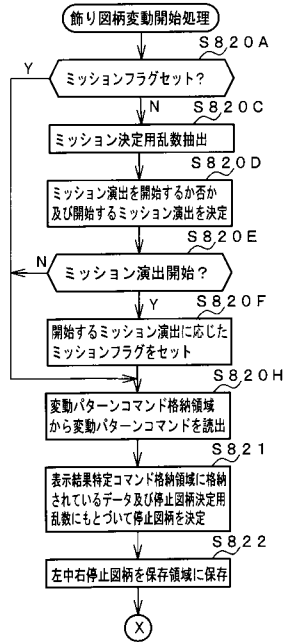 飾り図柄変動開始処理
S820A
Y
ミッションフラグセット?
N
S820C
ミッション決定用乱数抽出
S820D
ミッション演出を開始するか否か
及び開始するミッション演出を決定
S820E
N
ミッション演出開始?
Y
S820F
開始するミッション演出に応じた
ミッションフラグをセット
S820H
変動パターンコマンド格納領域
から変動パターンコマンドを読出
S821
表示結果特定コマンド格納領域に格納
されているデータ及び停止図柄決定用
乱数にもとづいて停止図柄を決定
S822
左中右停止図柄を保存領域に保存
X